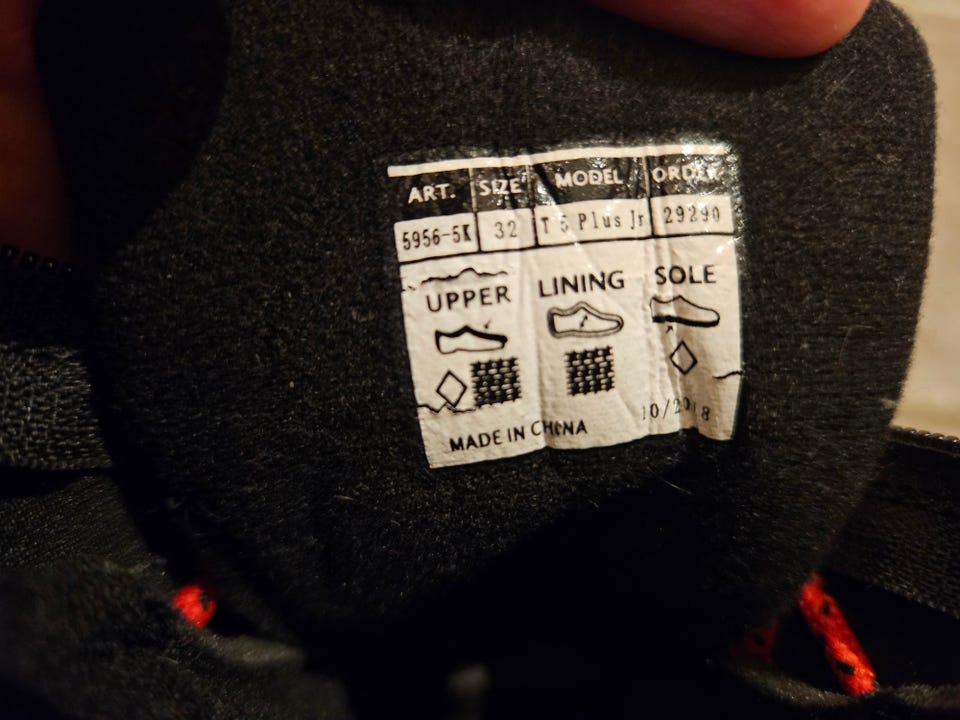 ART. SIZE MODEL ORDER
5956-5K 32 T 5 Plus Jr 29290
UPPER LINING SOLE
10/2018
MADE IN CHINA